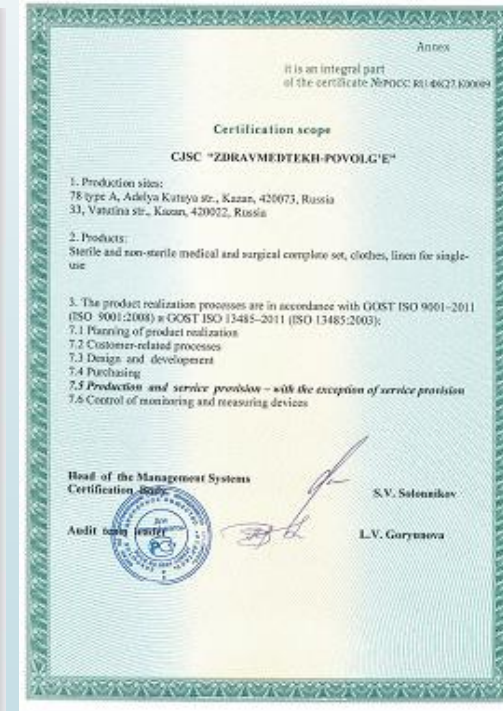 Annex
it is an integral part
of the certificate №РОСС RU.ФК27.К00009
Certification scope
CJSC "ZDRAVMEDTEKH-POVOLG'E"
1. Production sites:
78 type A, Adelya Kutuya str., Kazan, 420073, Russia
33, Vatutina str., Kazan, 420022, Russia
2. Products:
Sterile and non-sterile medical and surgical complete set, clothes, linen for single-
use
3. The product realization processes are in accordance with GOST ISO 9001–2011
(ISO 9001:2008) и GOST ISO 13485–2011 (ISO 13485:2003):
7.1 Planning of product realization
7.2 Customer-related processes
7.3 Design and development
7.4 Purchasing
7.5 Production and service provision – with the exception of service provision
7.6 Control of monitoring and measuring devices
Head of the Management Systems
Certification Body
S.V. Solonnikov
Audit team leader
L.V. Goryunova